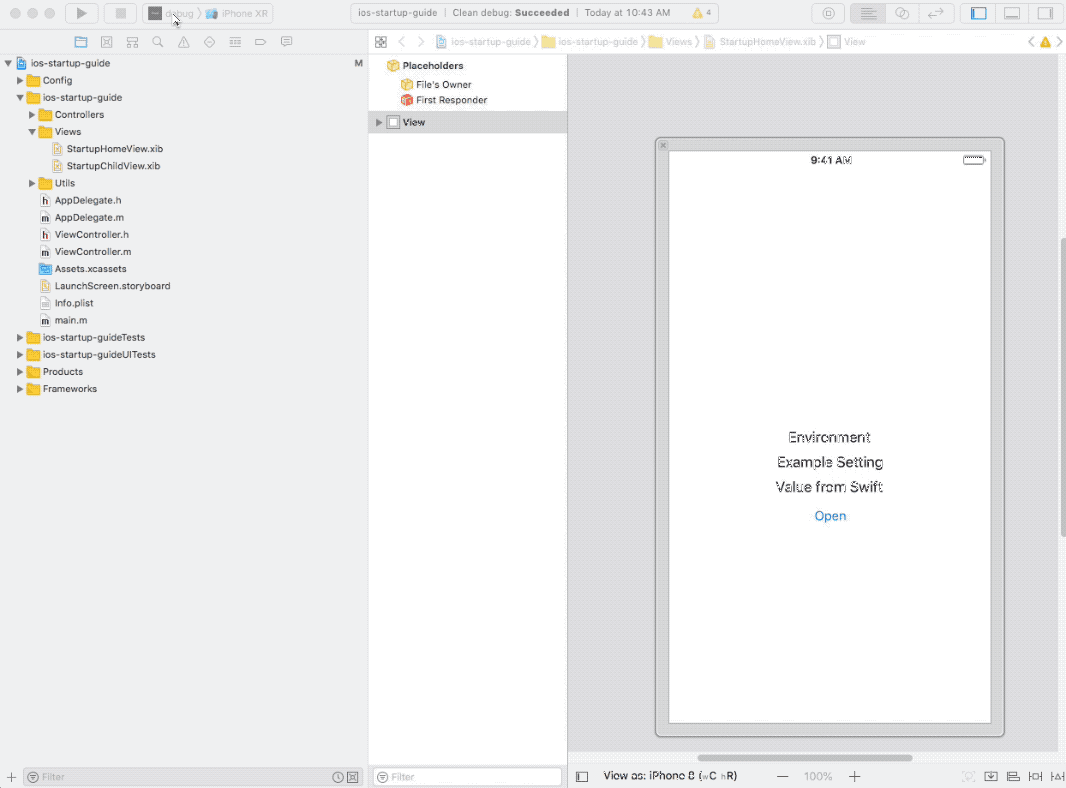 debug iPhone XR
ios-startup-guide | Clean debug: Succeeded | Today at 10:43 AM 4
ios-startup-guide ios-startup-guide Views StartupHomeView.xib View
ios-startup-guide M
Config
ios-startup-guide
Controllers
Views
StartupHomeView.xib
StartupChildView.xib
Utils
h AppDelegate.h
m AppDelegate.m
h ViewController.h
m ViewController.m
Assets.xcassets
LaunchScreen.storyboard
Info.plist
m main.m
ios-startup-guideTests
ios-startup-guideUITests
Products
Frameworks
Filter
Placeholders
File's Owner
First Responder
View
Filter
9:41 AM
Environment
Example Setting
Value from Swift
Open
View as: iPhone 8 (wC hR) — 100% +